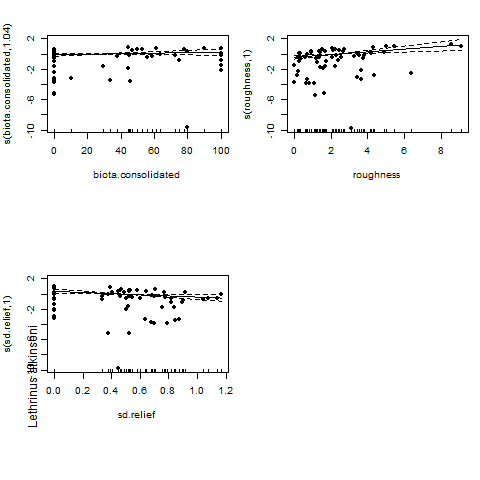 s(biota.consolidated,1.04)
2
-2
-6
-10
0 20 40 60 80 100
biota.consolidated
s(roughness,1)
2
-2
-6
-10
0 2 4 6 8
roughness
s(sd.relief,1)
2
-2
-6
0.0 0.2 0.4 0.6 0.8 1.0 1.2
sd.relief
Lethrinus atkinsoni